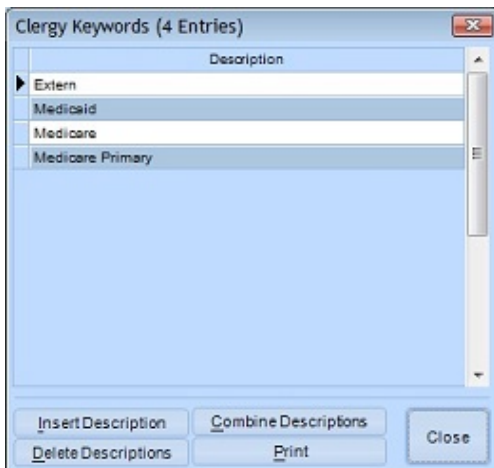 Clergy Keywords (4 Entries)
Description
Extern
Medicaid
Medicare
Medicare Primary
Insert Description
Combine Descriptions
Close
Delete Descriptions
Print